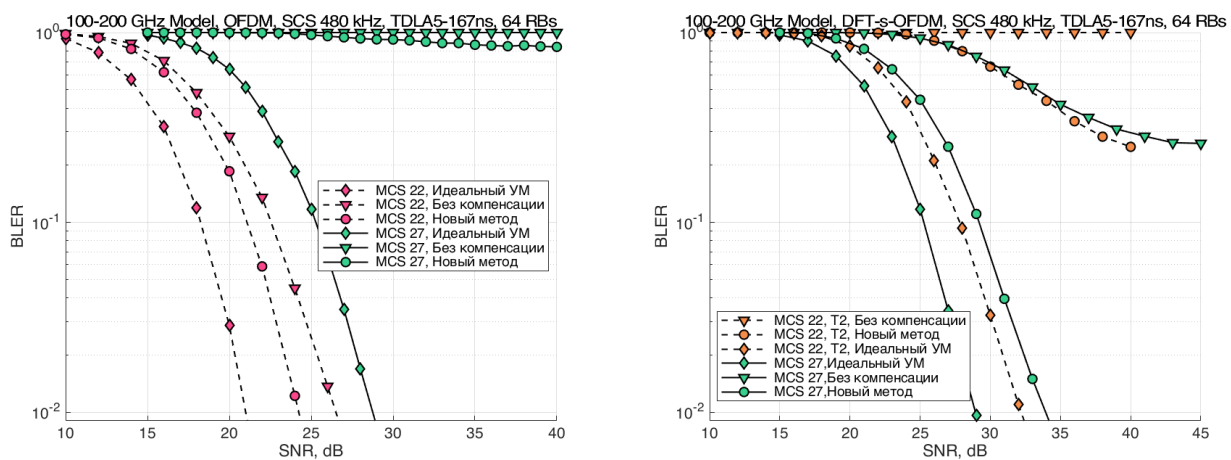 100-200 GHz Model, OFDM, SCS 480 kHz, TDLA5-167ns, 64 RBs
10^0
10^-1
10^-2
BLER
MCS 22, Идеальный УМ
MCS 22, Без компенсации
MCS 22, Новый метод
MCS 27, Идеальный УМ
MCS 27, Без компенсации
MCS 27, Новый метод
10 15 20 25 30 35 40
SNR, dB
100-200 GHz Model, DFT-s-OFDM, SCS 480 kHz, TDLA5-167ns, 64 RBs
10^0
10^-1
10^-2
BLER
MCS 22, T2, Без компенсации
MCS 22, T2, Новый метод
MCS 22, T2, Идеальный УМ
MCS 27,Идеальный УМ
MCS 27,Без компенсации
MCS 27,Новый метод
10 15 20 25 30 35 40 45
SNR, dB